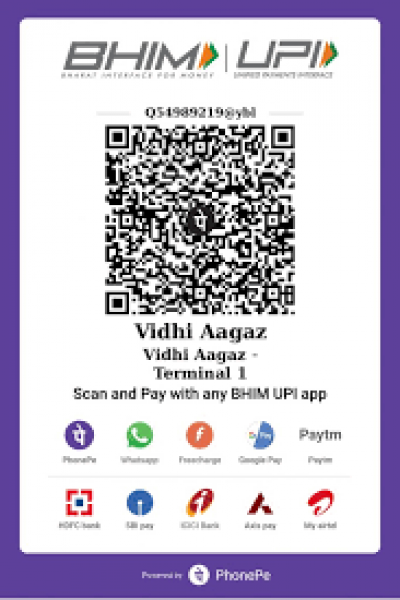 BHIM UPI
BHARAT INTERFACE FOR MONEY UNIFIED PAYMENTS INTERFACE
Q54989219@ybl
Vidhi Aagaz
Vidhi Aagaz -
Terminal 1
Scan and Pay with any BHIM UPI app
पे Pay Paytm
PhonePe Whatsapp Freecharge Google Pay Paytm
HDFC bank SBI pay ICICI Bank Axis pay My airtel
Powered by पे PhonePe